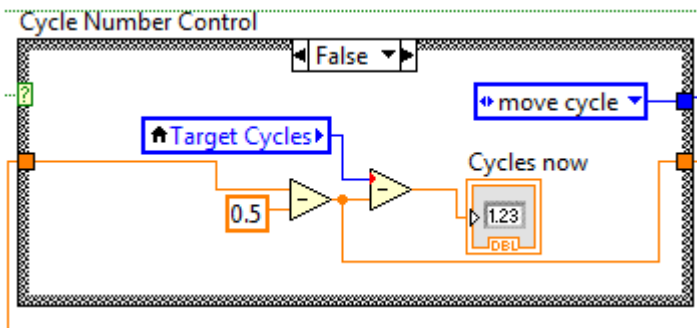 Cycle Number Control
False
?
move cycle
Target Cycles
Cycles now
0.5
1.23
DBL